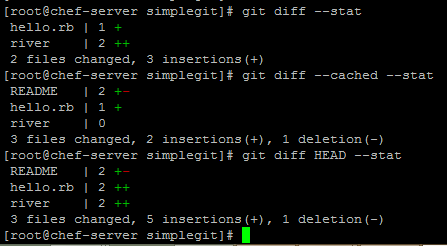 [root@chef-server simplegit]# git diff --stat
hello.rb | 1 +
river    | 2 ++
2 files changed, 3 insertions(+)
[root@chef-server simplegit]# git diff --cached --stat
README   | 2 +-
hello.rb | 1 +
river    | 0
3 files changed, 2 insertions(+), 1 deletion(-)
[root@chef-server simplegit]# git diff HEAD --stat
README   | 2 +-
hello.rb | 2 ++
river    | 2 ++
3 files changed, 5 insertions(+), 1 deletion(-)
[root@chef-server simplegit]#